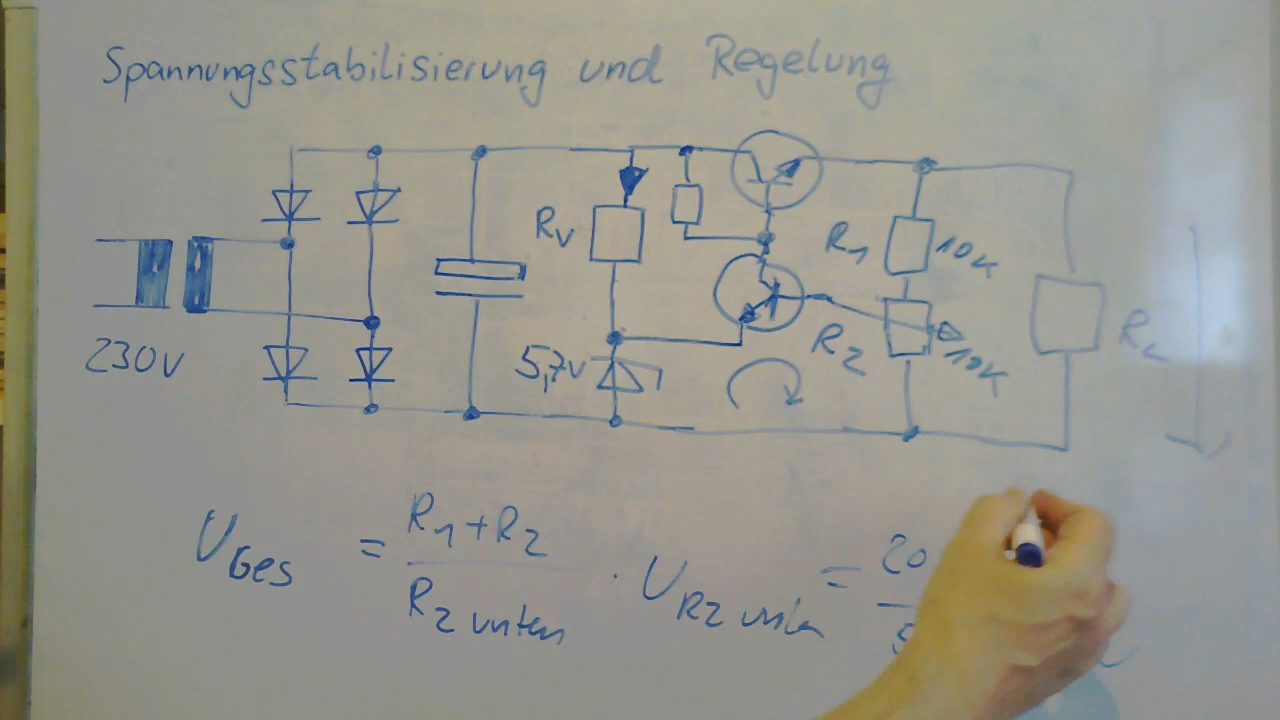 Spannungsstabilisierung und Regelung
Rv
R1 10K
230V
5,7V
R2
10K
RL
UGes = R1+R2 / R2 unten · UR2 unten = 20